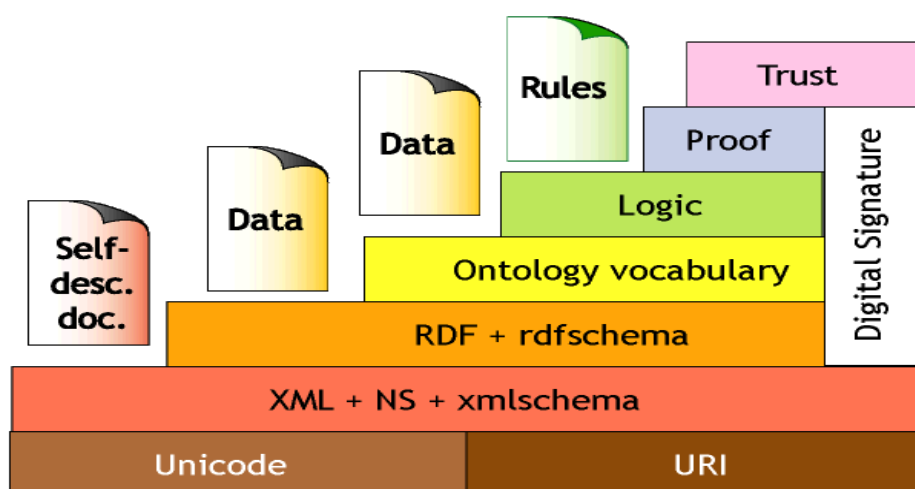 Rules
Trust
Data
Proof
Data
Logic
Self-
desc.
doc.
Ontology vocabulary
Digital Signature
RDF + rdfschema
XML + NS + xmlschema
Unicode
URI